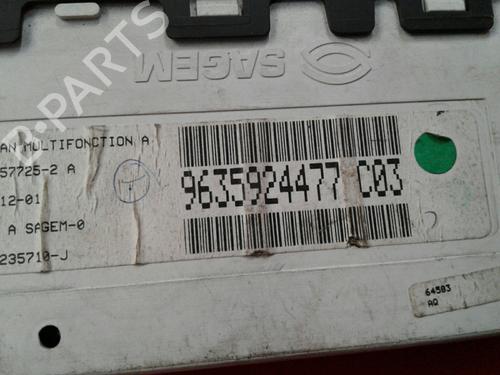 SAGEM
B-PARTS
AN MULTIFONCTION A
57725-2 A
12-01
A SAGEM-0
235710-J
9635924477 C03
64503
AQ